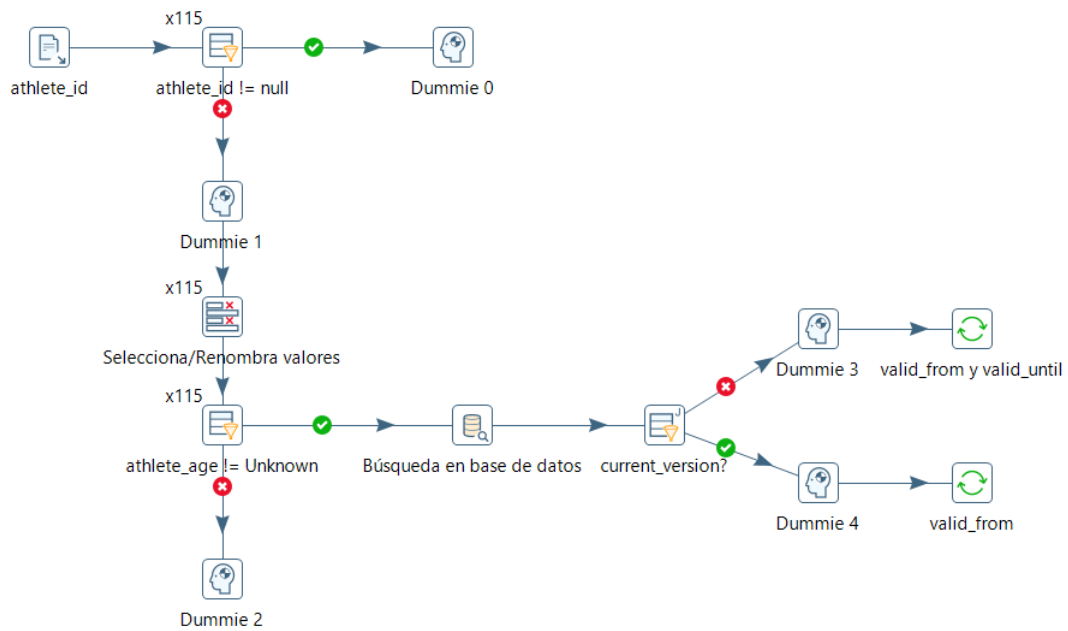 x115
athlete_id
athlete_id != null
Dummie 0
Dummie 1
x115
Selecciona/Renombra valores
x115
athlete_age != Unknown
Búsqueda en base de datos
J
current_version?
Dummie 3
valid_from y valid_until
Dummie 4
valid_from
Dummie 2